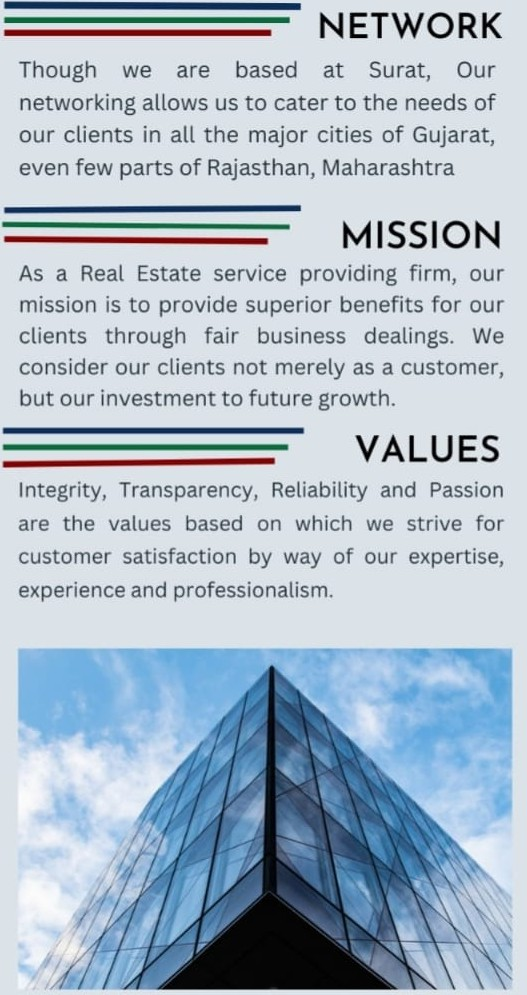 NETWORK
Though we are based at Surat, Our
networking allows us to cater to the needs of
our clients in all the major cities of Gujarat,
even few parts of Rajasthan, Maharashtra
MISSION
As a Real Estate service providing firm, our
mission is to provide superior benefits for our
clients through fair business dealings. We
consider our clients not merely as a customer,
but our investment to future growth.
VALUES
Integrity, Transparency, Reliability and Passion
are the values based on which we strive for
customer satisfaction by way of our expertise,
experience and professionalism.